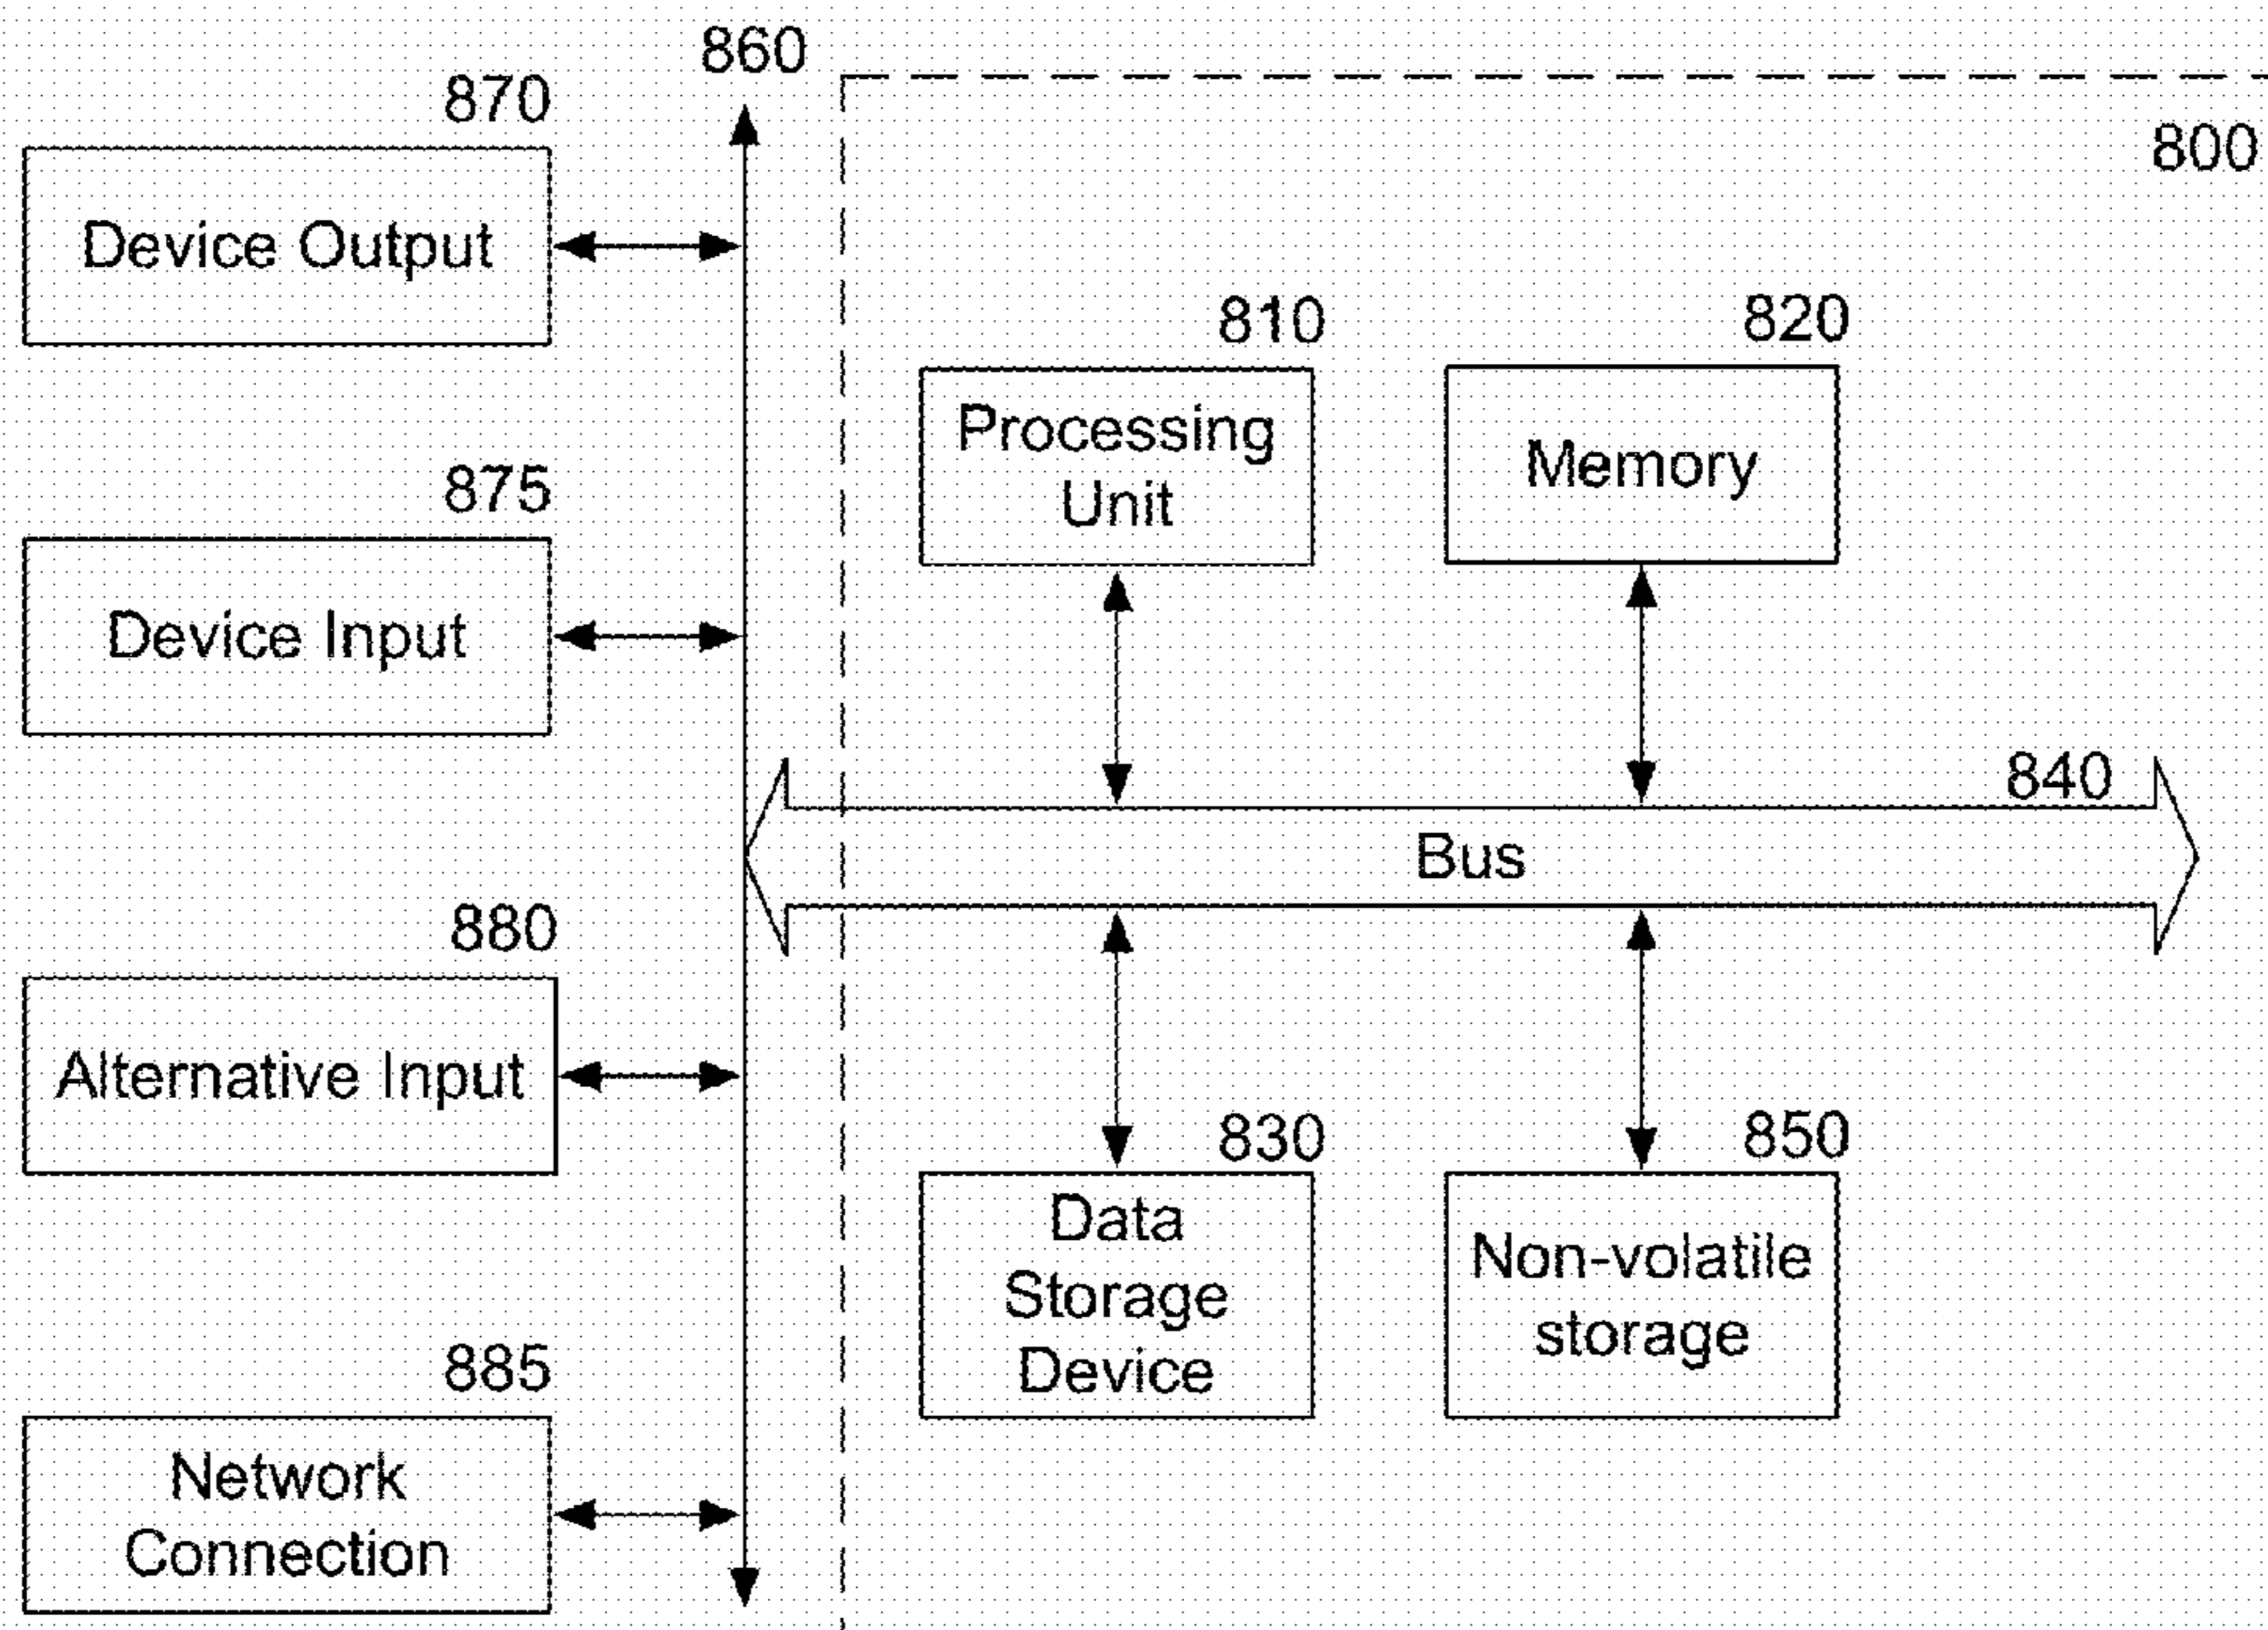 860
870
800
Device Output
810
820
Processing
Unit
Memory
875
Device Input
840
Bus
880
Alternative Input
830
850
Data
Storage
Device
Non-volatile
storage
885
Network
Connection